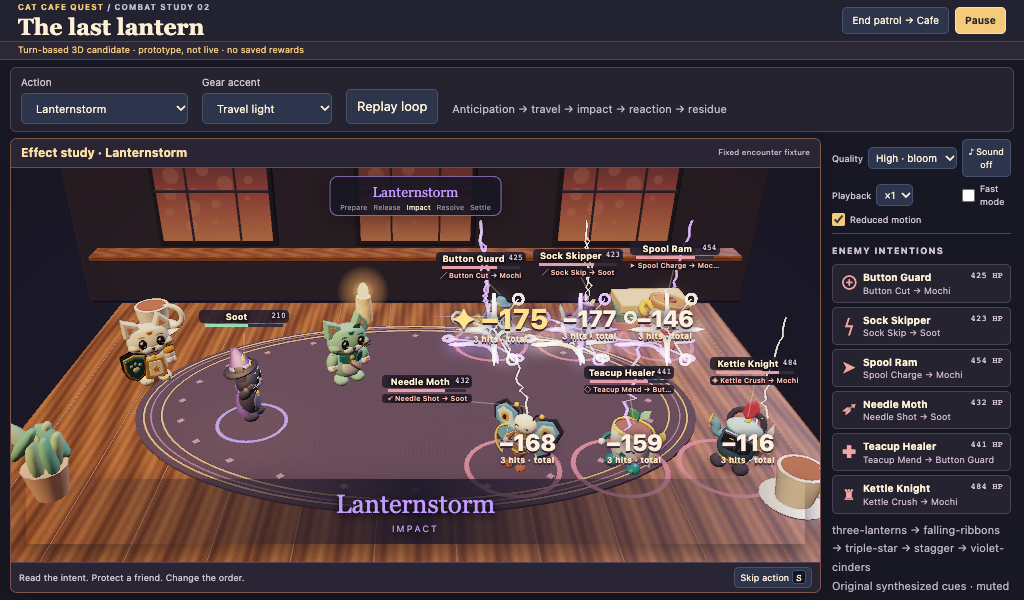 CAT CAFE QUEST / COMBAT STUDY 02
The last lantern
End patrol → Cafe
Pause
Turn-based 3D candidate · prototype, not live · no saved rewards
Action
Gear accent
Lanternstorm
Travel light
Replay loop
Anticipation → travel → impact → reaction → residue
Effect study · Lanternstorm
Fixed encounter fixture
Lanternstorm
Prepare Release Impact Resolve Settle
Button Guard 425
Button Cut → Mochi
Sock Skipper 423
Sock Skip → Soot
Spool Ram 454
Spool Charge → Moc...
Soot 210
-175
3 hits · total
-177
3 hits · total
-146
3 hits · total
Needle Moth 432
Needle Shot → Soot
Teacup Healer 441
Teacup Mend → But...
Kettle Knight 484
Kettle Crush → Mochi
-168
3 hits · total
-159
3 hits · total
-116
3 hits · total
Lanternstorm
IMPACT
Read the intent. Protect a friend. Change the order.
Skip action S
Quality
High · bloom
♪ Sound
off
Playback
×1
Fast
mode
Reduced motion
ENEMY INTENTIONS
Button Guard 425 HP
Button Cut → Mochi
Sock Skipper 423 HP
Sock Skip → Soot
Spool Ram 454 HP
Spool Charge → Mochi
Needle Moth 432 HP
Needle Shot → Soot
Teacup Healer 441 HP
Teacup Mend → Button Guard
Kettle Knight 484 HP
Kettle Crush → Mochi
three-lanterns → falling-ribbons
→ triple-star → stagger → violet-
cinders
Original synthesized cues · muted